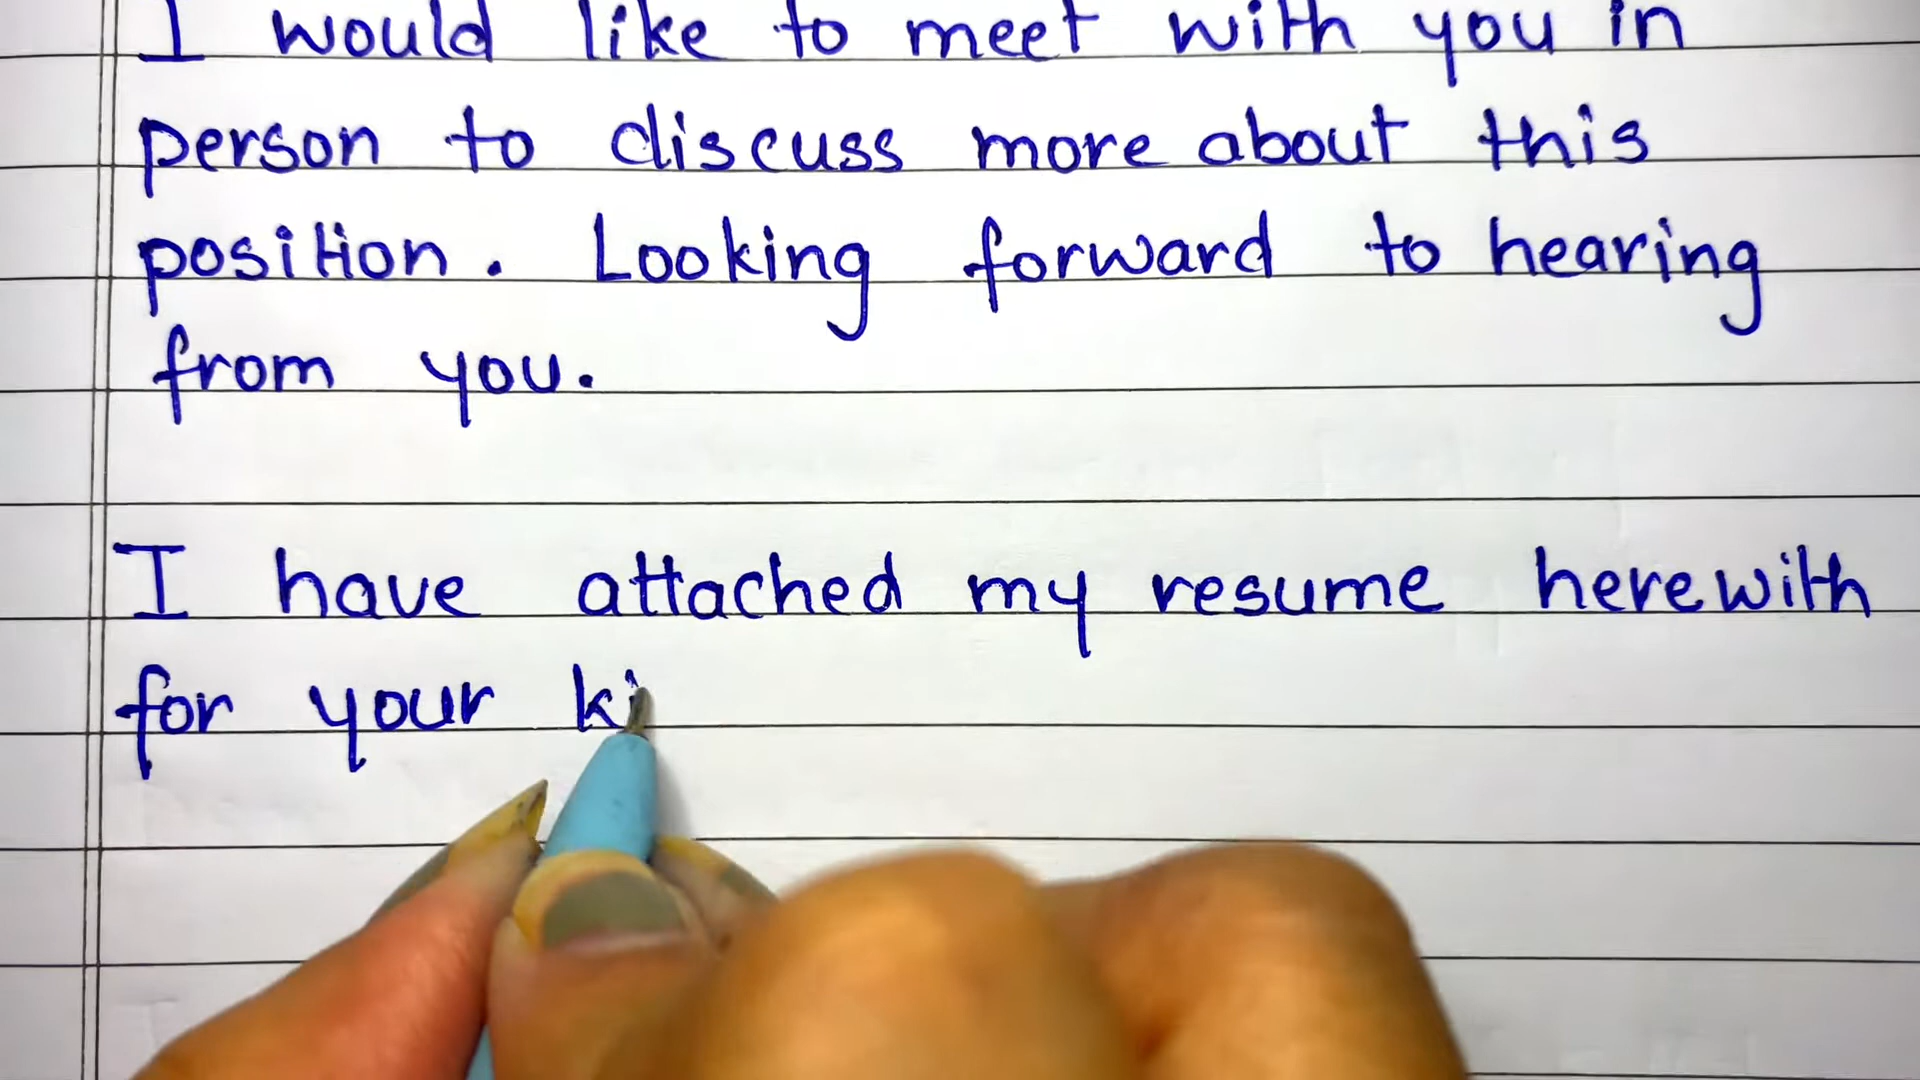 I would like to meet with you in
person to discuss more about this
position. Looking forward to hearing
from you.
I have attached my resume herewith
for your ki